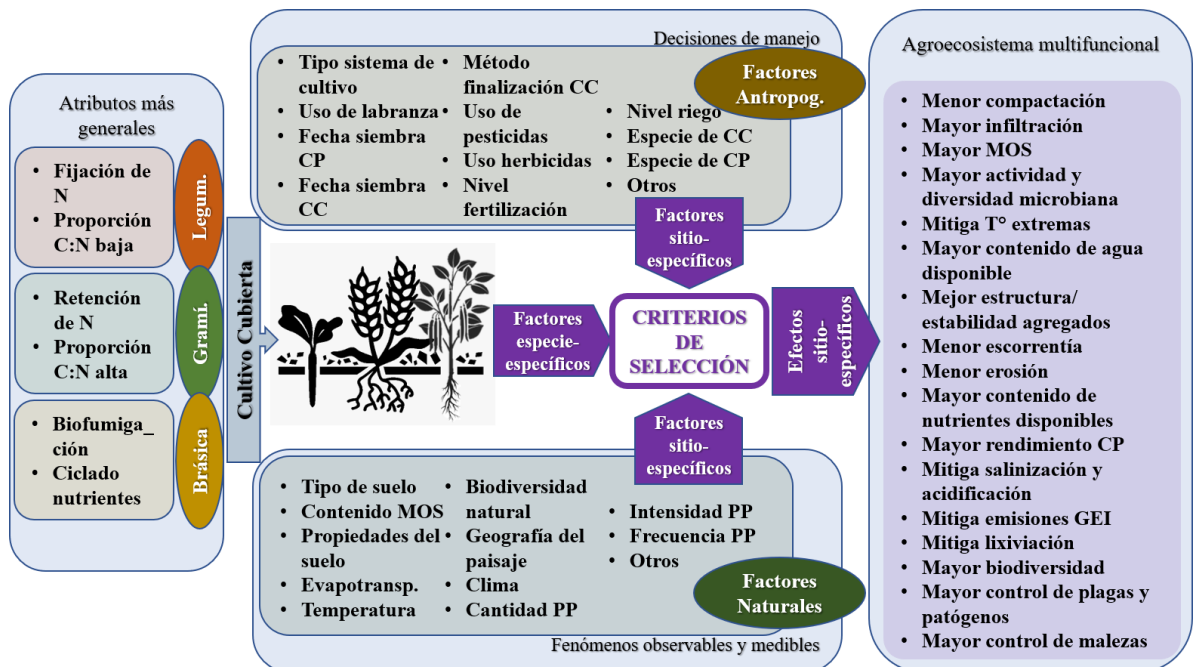 Atributos más
generales
• Fijación de
N
• Proporción
C:N baja
Legum.
• Retención
de N
• Proporción
C:N alta
Gramí.
• Biofumiga_
ción
• Ciclado
nutrientes
Brásica
Cultivo Cubierta
Decisiones de manejo
Factores
Antropog.
• Tipo sistema de
cultivo
• Uso de labranza
• Fecha siembra
CP
• Fecha siembra
CC
• Método
finalización CC
• Uso de
pesticidas
• Uso herbicidas
• Nivel
fertilización
• Nivel riego
• Especie de CC
• Especie de CP
• Otros
Factores
sitio-
específicos
Factores
especie-
específicos
CRITERIOS
DE
SELECCIÓN
Efectos
sitio-
específicos
Factores
sitio-
específicos
• Tipo de suelo
• Contenido MOS
• Propiedades del
suelo
• Evapotransp.
• Temperatura
• Biodiversidad
natural
• Geografía del
paisaje
• Clima
• Cantidad PP
• Intensidad PP
• Frecuencia PP
• Otros
Factores
Naturales
Fenómenos observables y medibles
Agroecosistema multifuncional
• Menor compactación
• Mayor infiltración
• Mayor MOS
• Mayor actividad y
diversidad microbiana
• Mitiga T° extremas
• Mayor contenido de agua
disponible
• Mejor estructura/
estabilidad agregados
• Menor escorrentía
• Menor erosión
• Mayor contenido de
nutrientes disponibles
• Mayor rendimiento CP
• Mitiga salinización y
acidificación
• Mitiga emisiones GEI
• Mitiga lixiviación
• Mayor biodiversidad
• Mayor control de plagas y
patógenos
• Mayor control de malezas